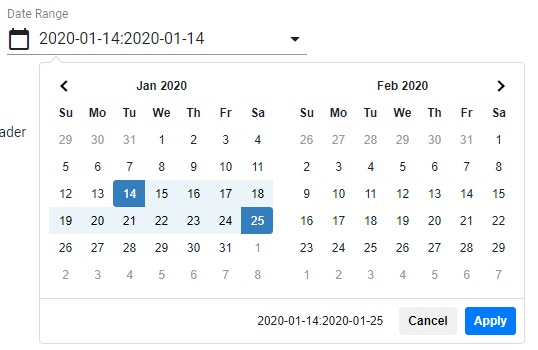 Date Range
2020-01-14:2020-01-14
Jan 2020 Feb 2020
Su Mo Tu We Th Fr Sa Su Mo Tu We Th Fr Sa
ader 29 30 31 1 2 3 4 26 27 28 29 30 31 1
5 6 7 8 9 10 11 2 3 4 5 6 7 8
12 13 14 15 16 17 18 9 10 11 12 13 14 15
19 20 21 22 23 24 25 16 17 18 19 20 21 22
26 27 28 29 30 31 1 23 24 25 26 27 28 29
2 3 4 5 6 7 8 1 2 3 4 5 6 7
2020-01-14:2020-01-25 Cancel Apply